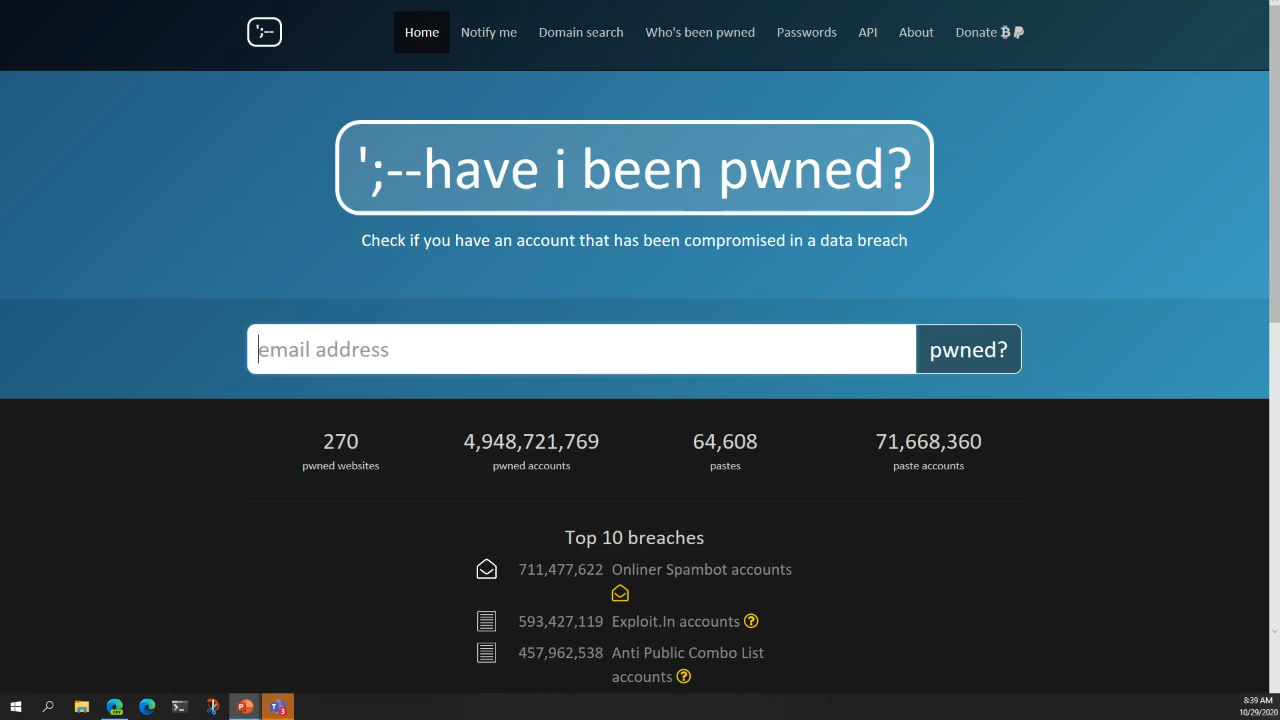 ';--
Home Notify me Domain search Who's been pwned Passwords API About Donate
';--have i been pwned?
Check if you have an account that has been compromised in a data breach
email address pwned?
270 4,948,721,769 64,608 71,668,360
pwned websites pwned accounts pastes paste accounts
Top 10 breaches
711,477,622 Onliner Spambot accounts
593,427,119 Exploit.In accounts
457,962,538 Anti Public Combo List
accounts
8:39 AM
10/29/2020